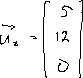 u⃗₂ = [5
12
0]